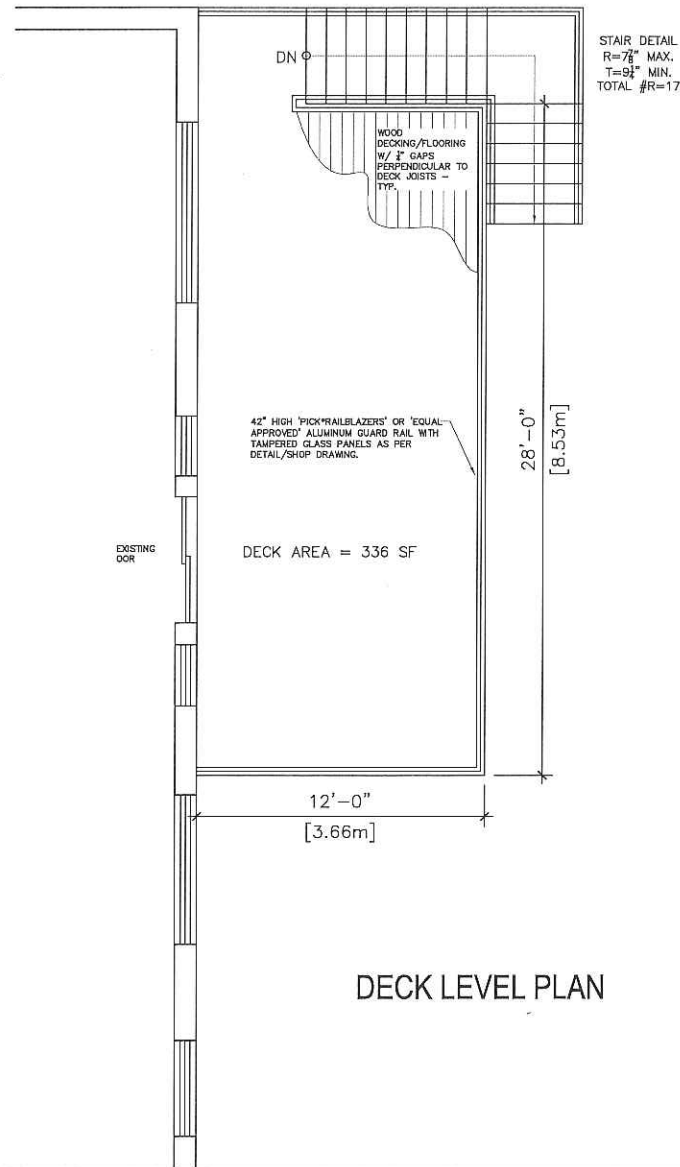 STAIR DETAIL
R=7⅞" MAX.
T=9¼" MIN.
TOTAL #R=17
DN
WOOD
DECKING/FLOORING
W/ GAPS
PERPENDICULAR TO
DECK JOISTS –
TYP.
42" HIGH 'PICK*RAILBLAZERS' OR 'EQUAL
APPROVED' ALUMINUM GUARD RAIL WITH
TAMPERED GLASS PANELS AS PER
DETAIL/SHOP DRAWING.
28'-0"
[8.53m]
EXISTING
OOR
DECK AREA = 336 SF
12'-0"
[3.66m]
DECK LEVEL PLAN